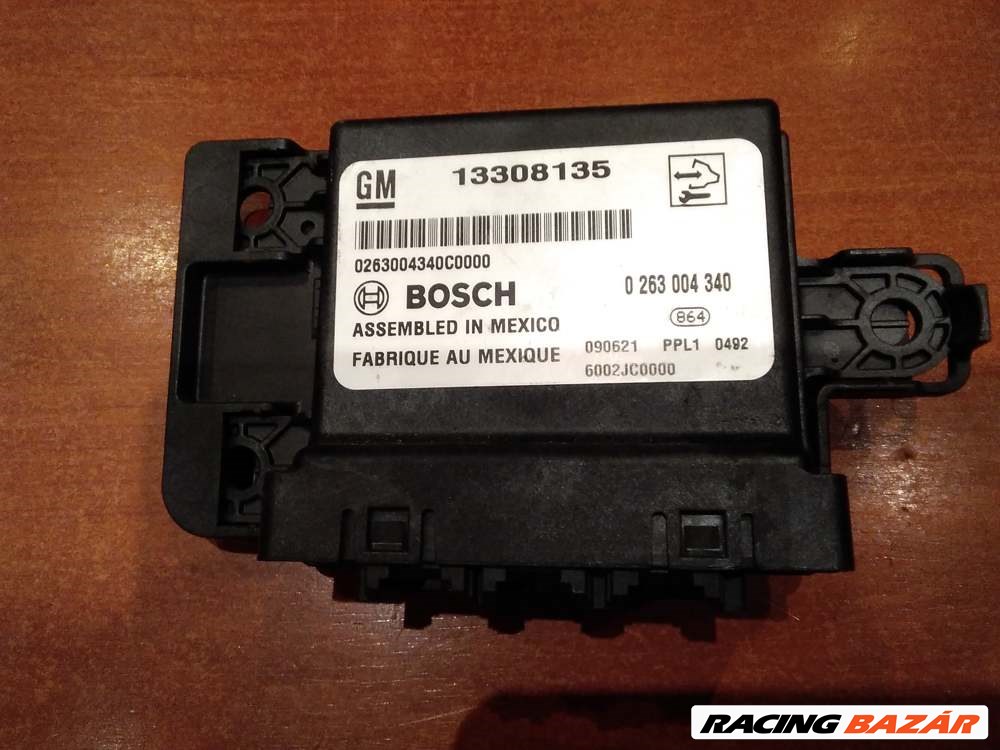 GM 13308135
0263004340C0000
BOSCH 0 263 004 340
864
ASSEMBLED IN MEXICO
FABRIQUE AU MEXIQUE 090621 PPL1 0492
6002JC0000
RACING BAZÁR